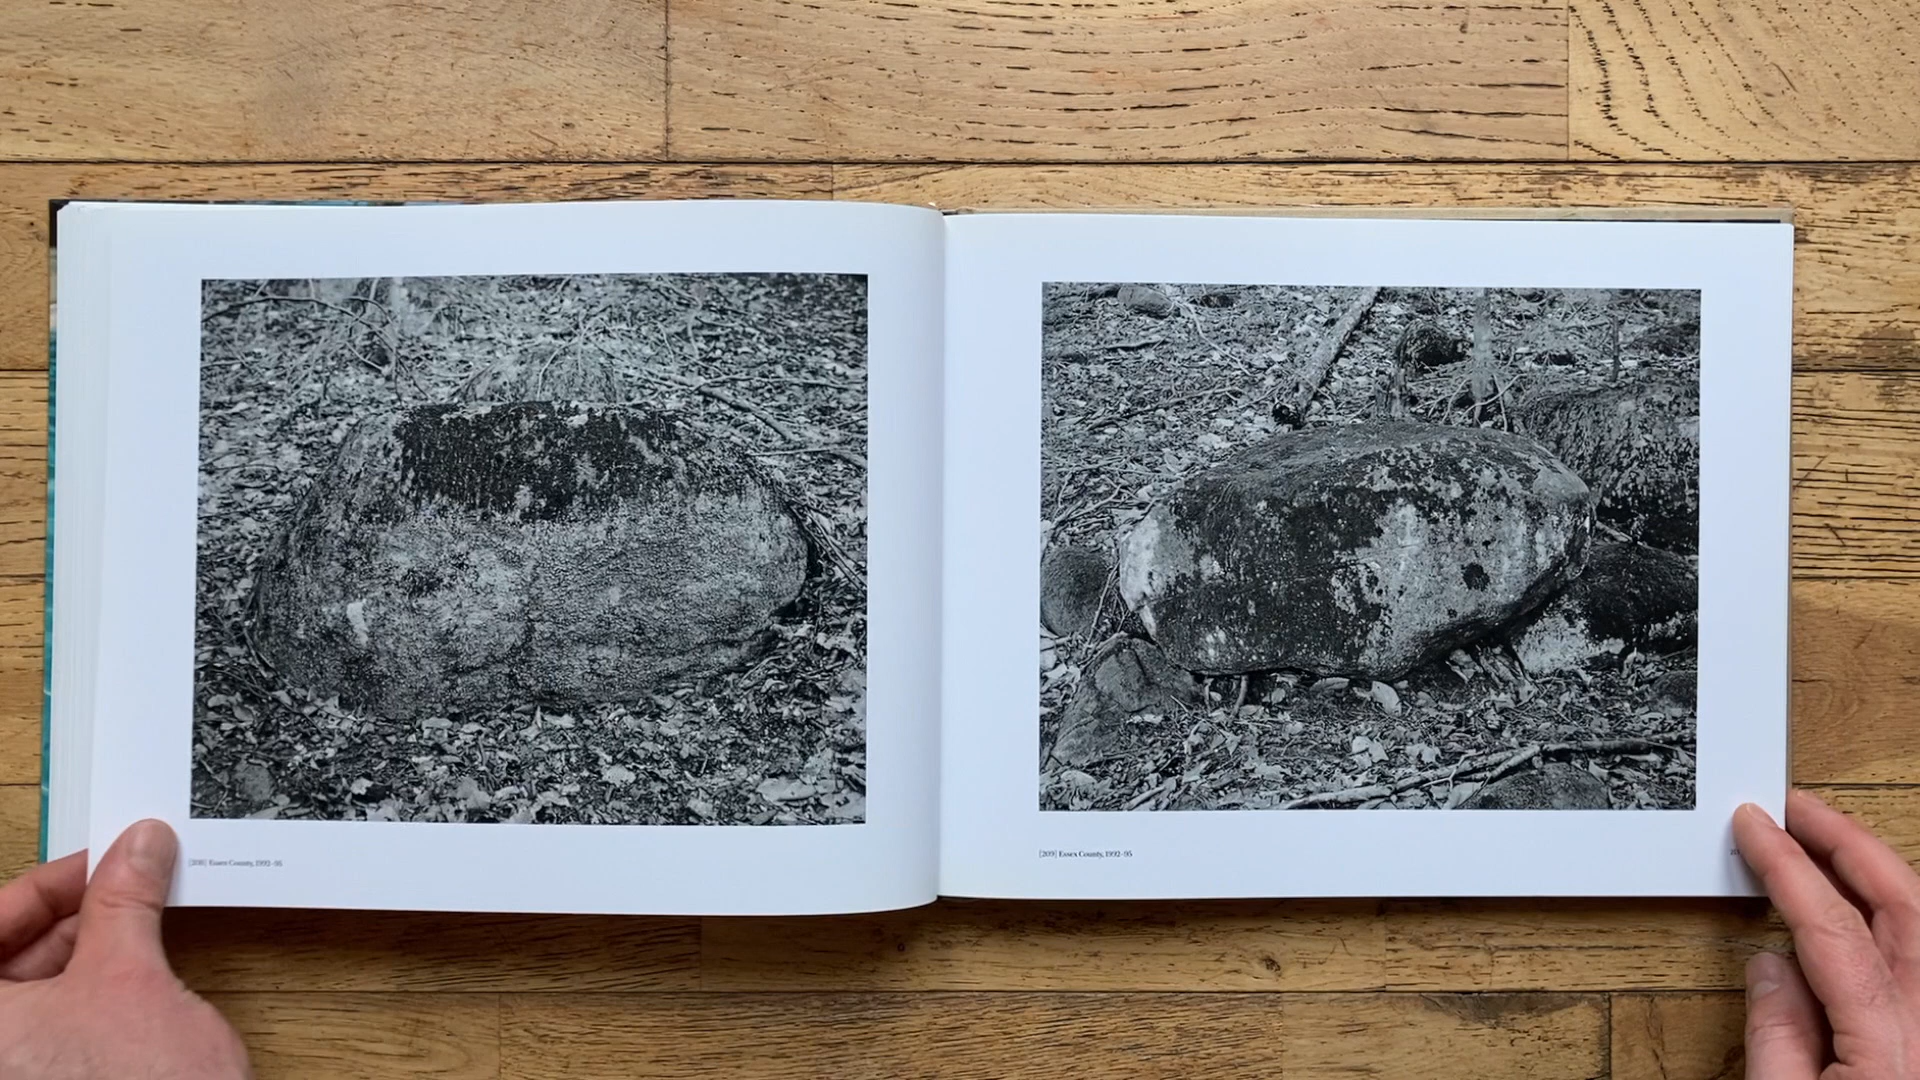 [208] Essex County, 1992–95
[209] Essex County, 1992–95